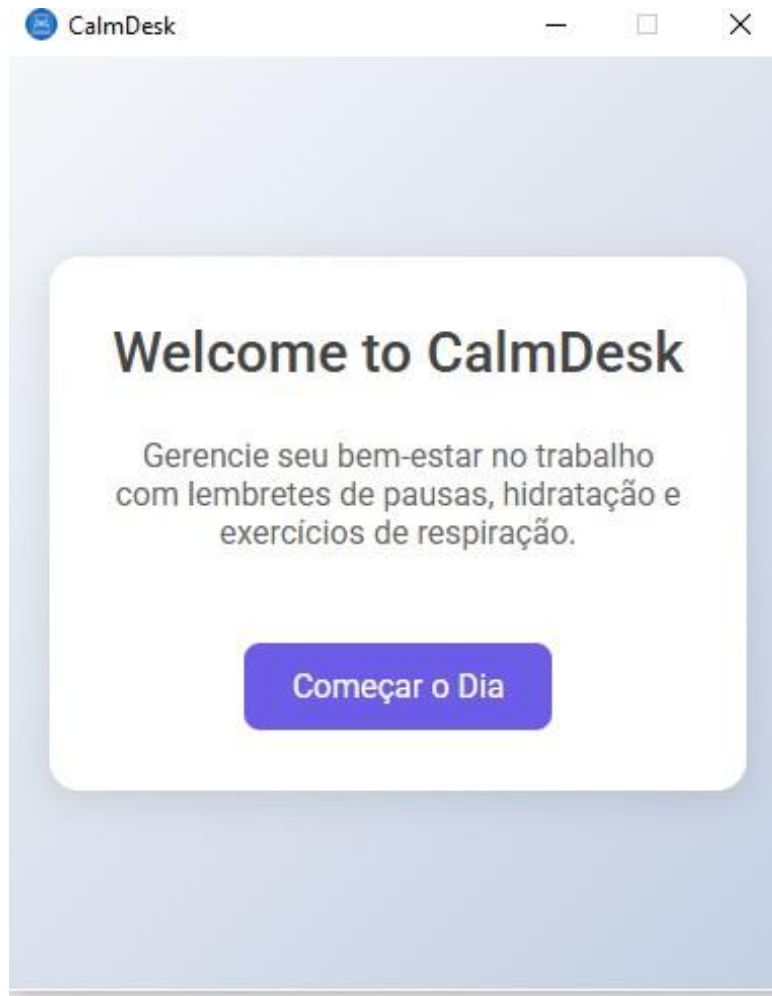 CalmDesk
Welcome to CalmDesk
Gerencie seu bem-estar no trabalho
com lembretes de pausas, hidratação e
exercícios de respiração.
Começar o Dia